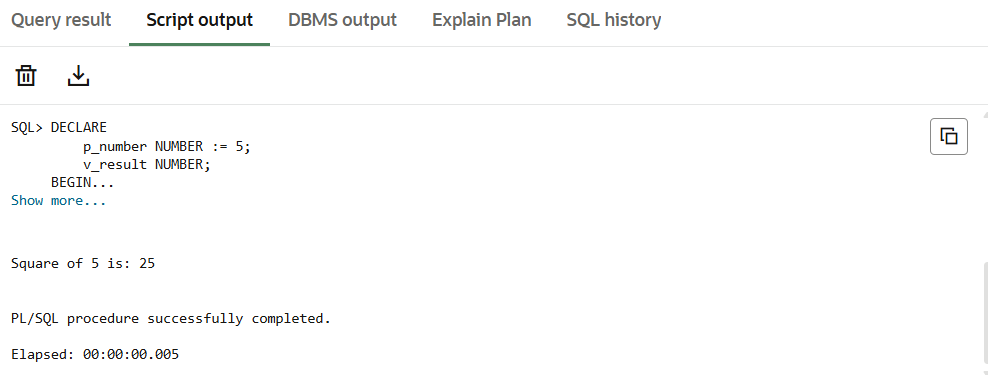 Query result Script output DBMS output Explain Plan SQL history
SQL> DECLARE
p_number NUMBER := 5;
v_result NUMBER;
BEGIN...
Show more...
Square of 5 is: 25
PL/SQL procedure successfully completed.
Elapsed: 00:00:00.005